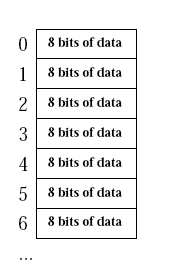 0 8 bits of data
1 8 bits of data
2 8 bits of data
3 8 bits of data
4 8 bits of data
5 8 bits of data
6 8 bits of data
...